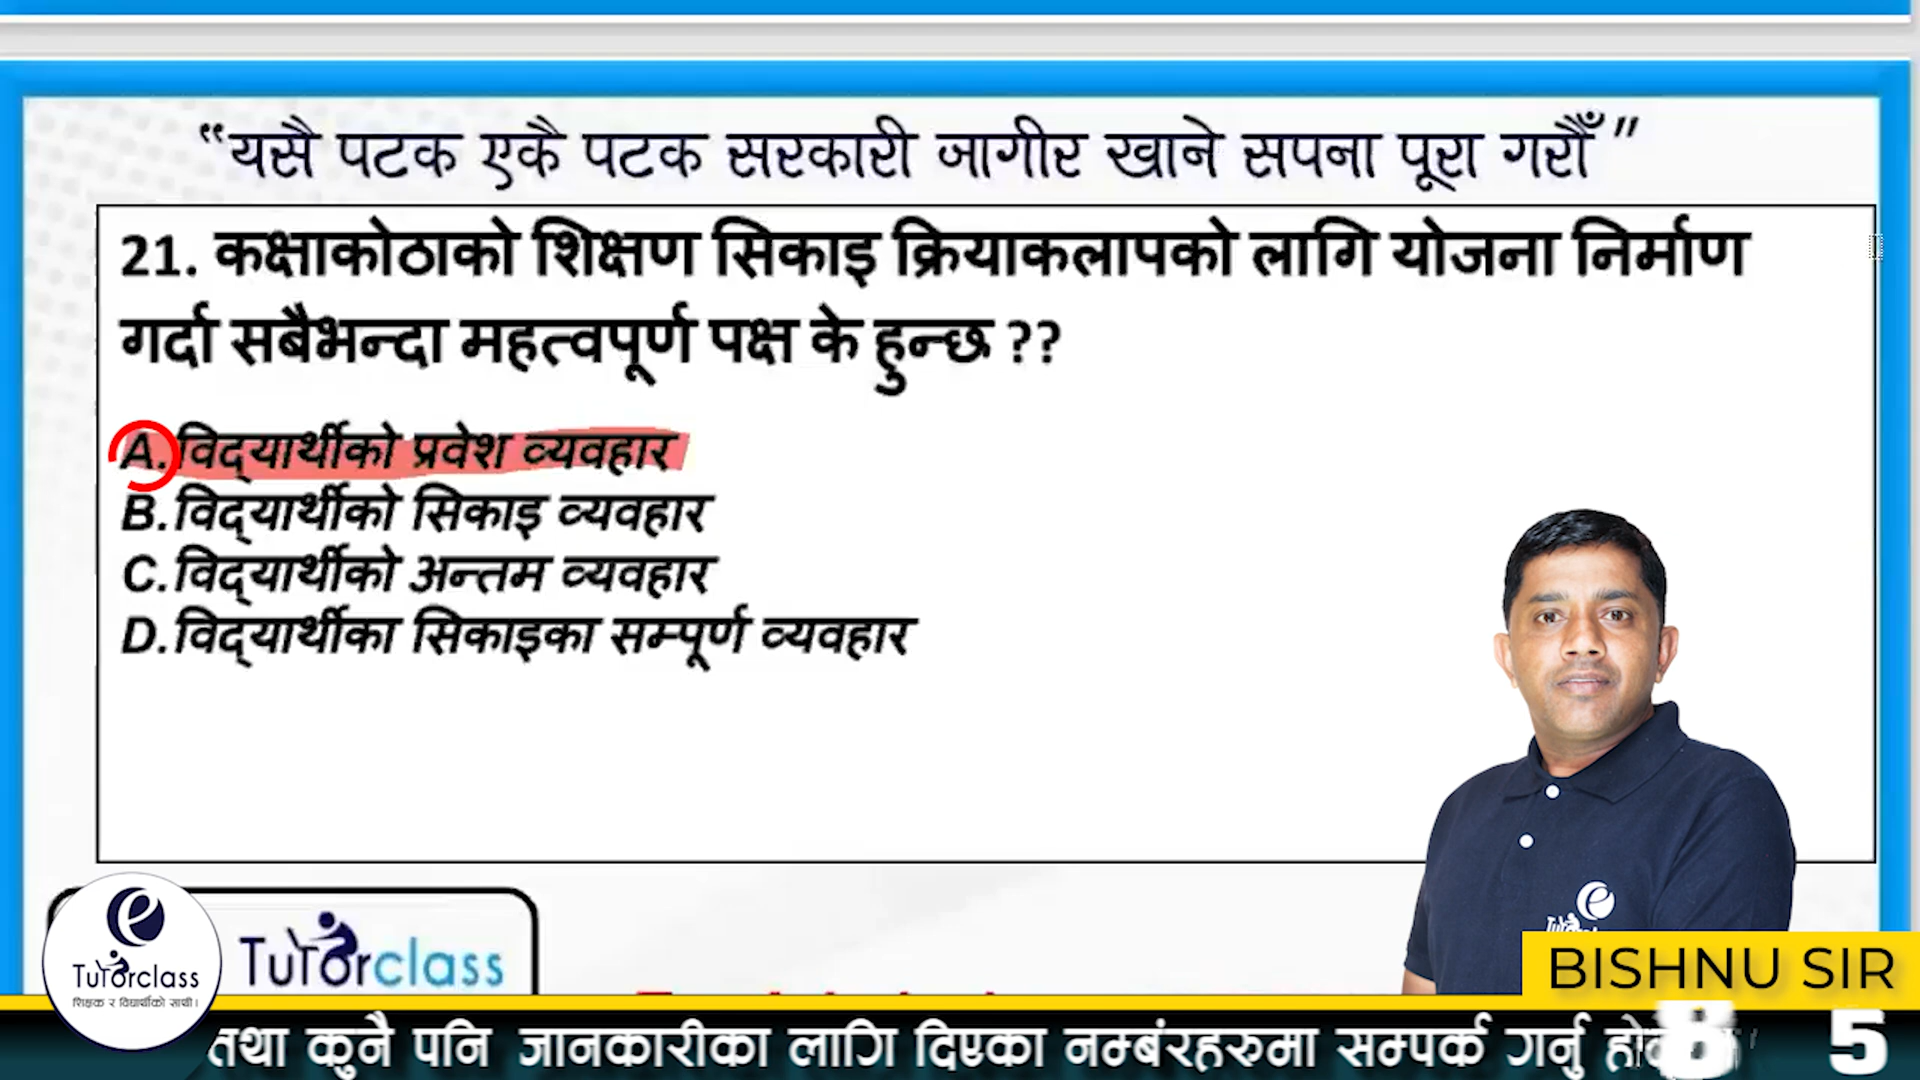 “यसै पटक एकै पटक सरकारी जागीर खाने सपना पूरा गरौँ”
21. कक्षाकोठाको शिक्षण सिकाइ क्रियाकलापको लागि योजना निर्माण
गर्दा सबैभन्दा महत्वपूर्ण पक्ष के हुन्छ ??
A. विद्यार्थीको प्रवेश व्यवहार
B. विद्यार्थीको सिकाइ व्यवहार
C. विद्यार्थीको अन्तम व्यवहार
D. विद्यार्थीका सिकाइका सम्पूर्ण व्यवहार
Tutorclass
Tutorclass
शिक्षक र विद्यार्थीको साथी।
BISHNU SIR
तथा कुनै पनि जानकारीका लागि दिएका नम्बंरहरुमा सम्पर्क गर्नु
5